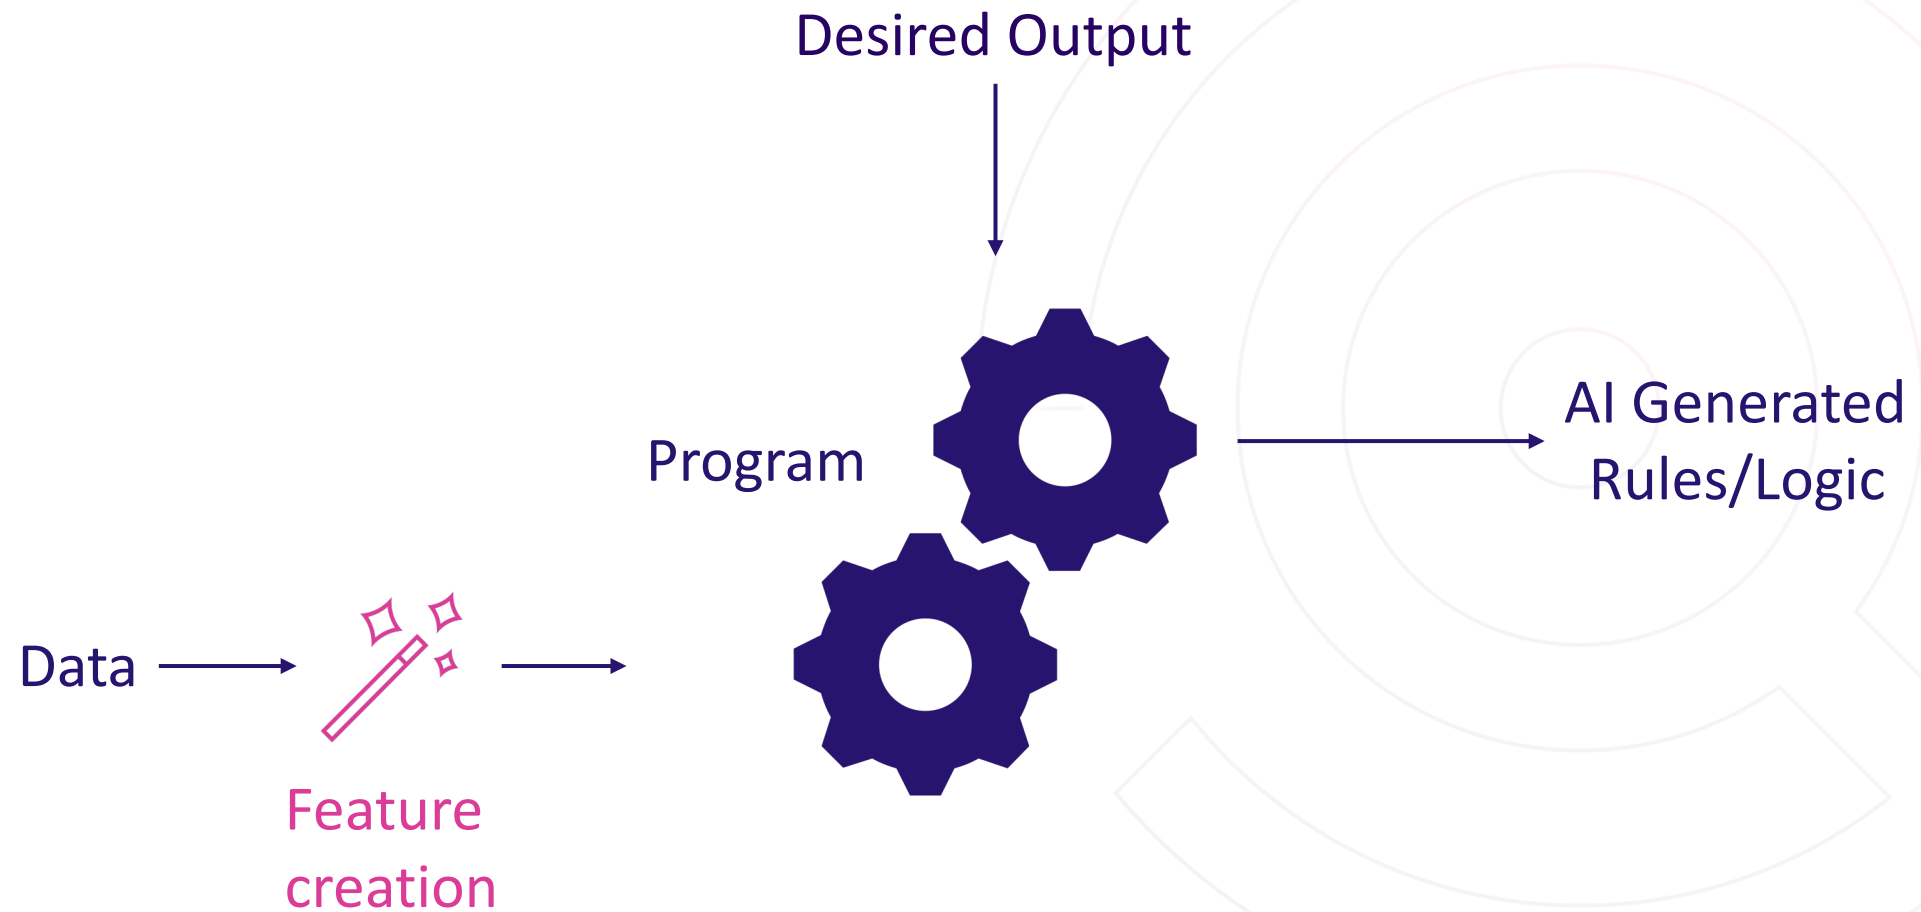 Desired Output
Program
AI Generated
Rules/Logic
Data
Feature
creation